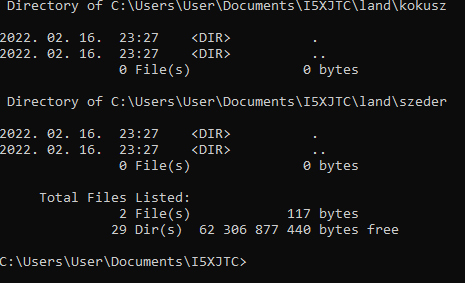 Directory of C:\Users\User\Documents\I5XJTC\land\kokusz
2022. 02. 16.  23:27    <DIR>          .
2022. 02. 16.  23:27    <DIR>          ..
0 File(s)              0 bytes
Directory of C:\Users\User\Documents\I5XJTC\land\szeder
2022. 02. 16.  23:27    <DIR>          .
2022. 02. 16.  23:27    <DIR>          ..
0 File(s)              0 bytes
Total Files Listed:
2 File(s)            117 bytes
29 Dir(s)  62 306 877 440 bytes free
C:\Users\User\Documents\I5XJTC>